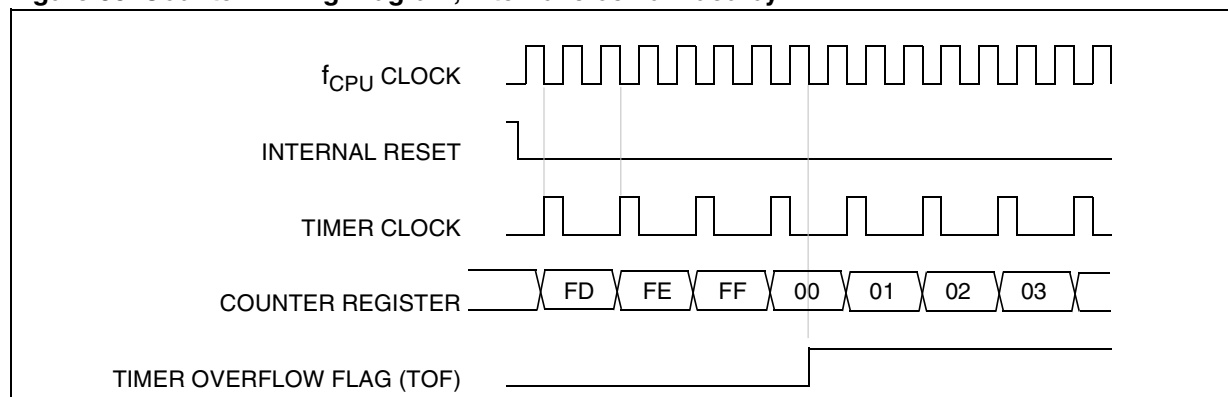 f_CPU CLOCK
INTERNAL RESET
TIMER CLOCK
COUNTER REGISTER
FD FE FF 00 01 02 03
TIMER OVERFLOW FLAG (TOF)